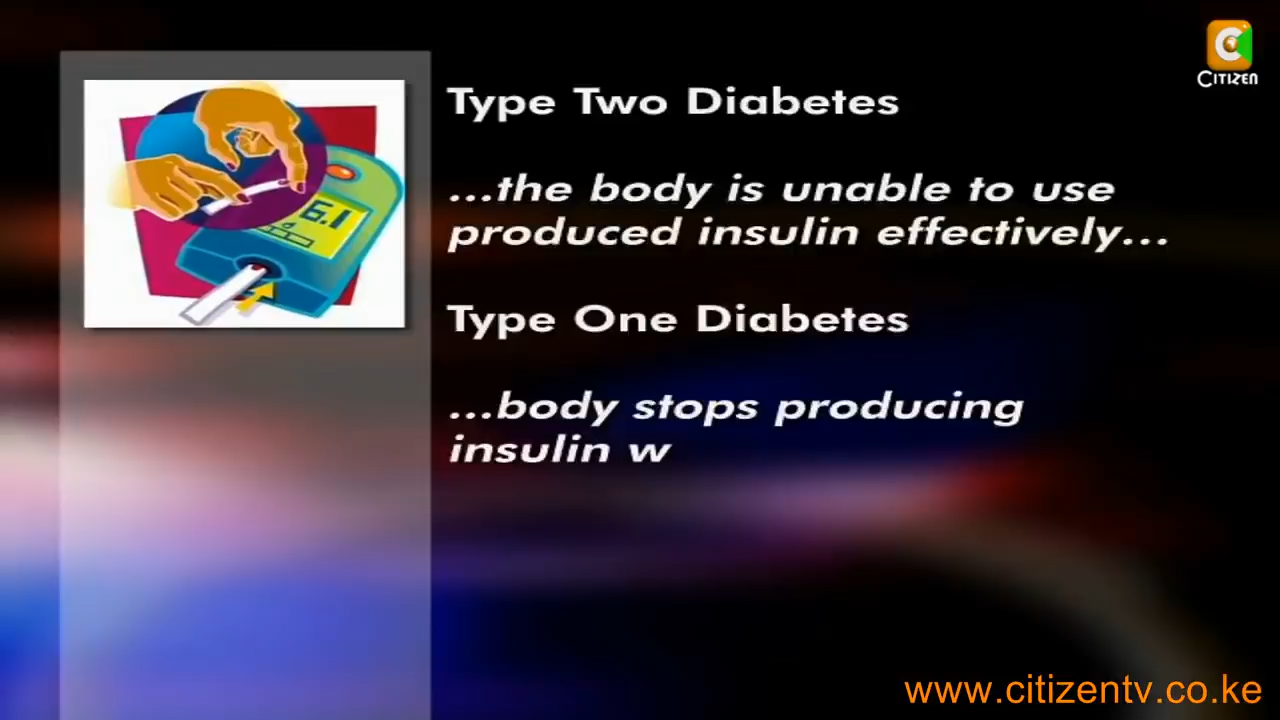 CITIZEN
Type Two Diabetes
...the body is unable to use
produced insulin effectively...
Type One Diabetes
...body stops producing
insulin w
6.1
www.citizentv.co.ke